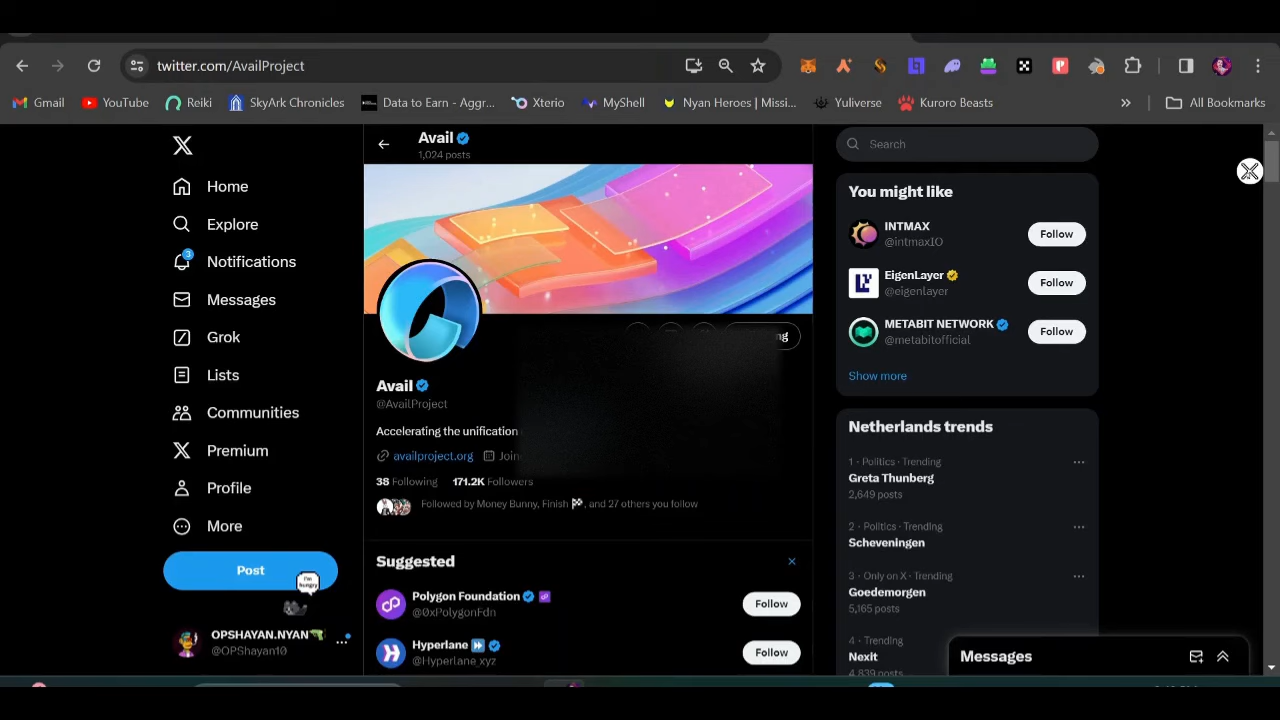 twitter.com/AvailProject
Gmail YouTube Reiki SkyArk Chronicles Data to Earn - Aggr... Xterio MyShell Nyan Heroes | Missi... Yuliverse Kuroro Beasts » All Bookmarks
Avail
1,024 posts
Search
Home
Explore
3
Notifications
Messages
Grok
Lists
Communities
Premium
Profile
More
Post
I'm hungry
OPSHAYAN.NYAN
@OPShayan10
Avail
@AvailProject
Accelerating the unification
availproject.org Join
38 Following 171.2K Followers
Followed by Money Bunny, Finish 🏁, and 27 others you follow
Suggested
Polygon Foundation
@0xPolygonFdn
Follow
Hyperlane
@Hyperlane_xyz
Follow
You might like
INTMAX
@intmaxIO
Follow
EigenLayer
@eigenlayer
Follow
METABIT NETWORK
@metabitofficial
Follow
Show more
Netherlands trends
1 · Politics · Trending
Greta Thunberg
2,649 posts
2 · Politics · Trending
Scheveningen
3 · Only on X · Trending
Goedemorgen
5,165 posts
4 · Trending
Nexit
4,839 posts
Messages